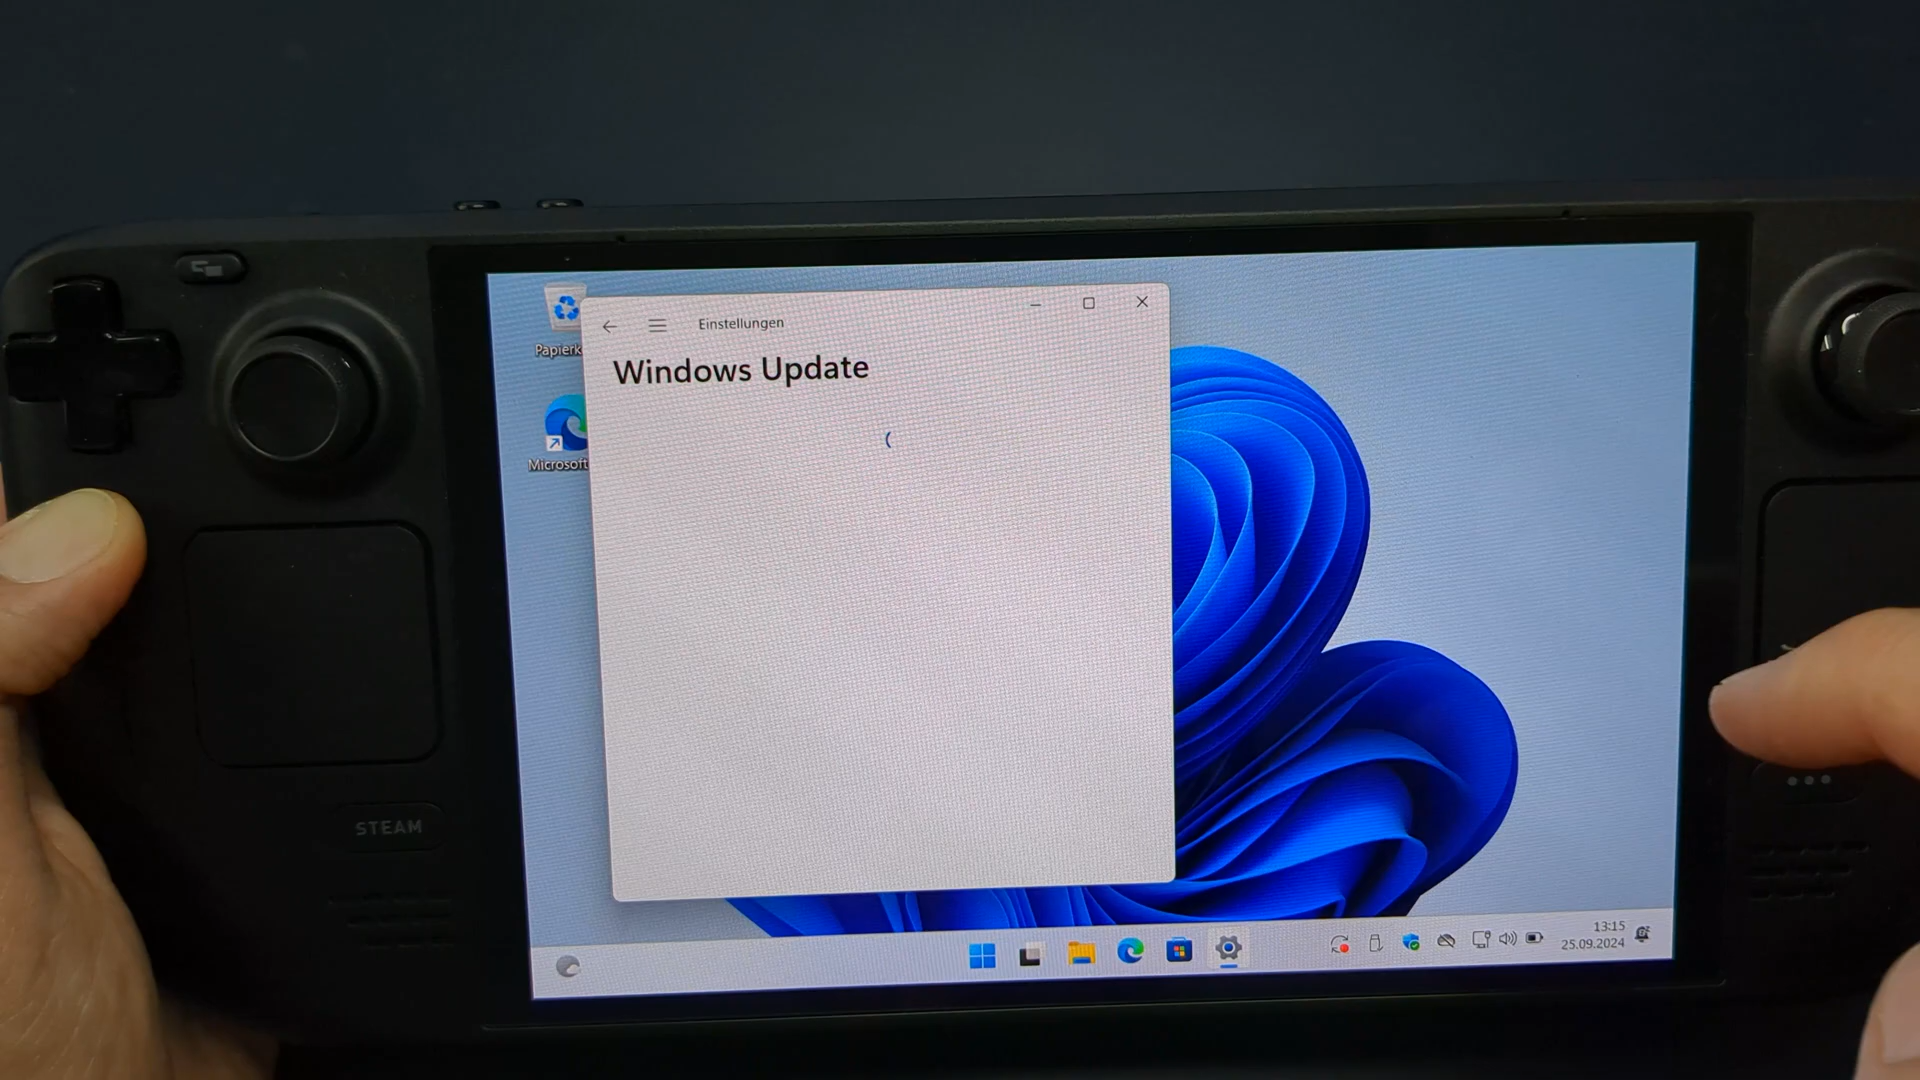 Einstellungen
Windows Update
Papierk
Microsoft
STEAM
13:15
25.09.2024